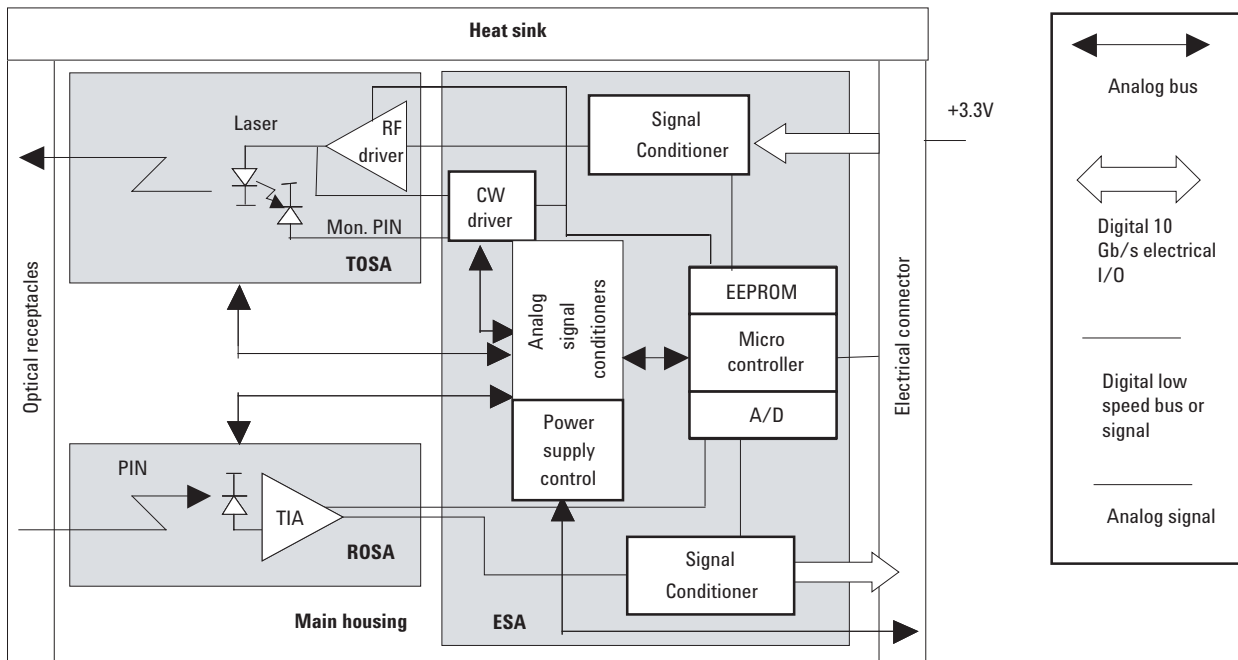 Heat sink
Optical receptacles
Laser
RF
driver
Mon. PIN
TOSA
CW
driver
Signal
Conditioner
Analog
signal
conditioners
EEPROM
Micro
controller
A/D
Power
supply
control
PIN
TIA
ROSA
Signal
Conditioner
Main housing
ESA
Electrical connector
+3.3V
Analog bus
Digital 10
Gb/s electrical
I/O
Digital low
speed bus or
signal
Analog signal